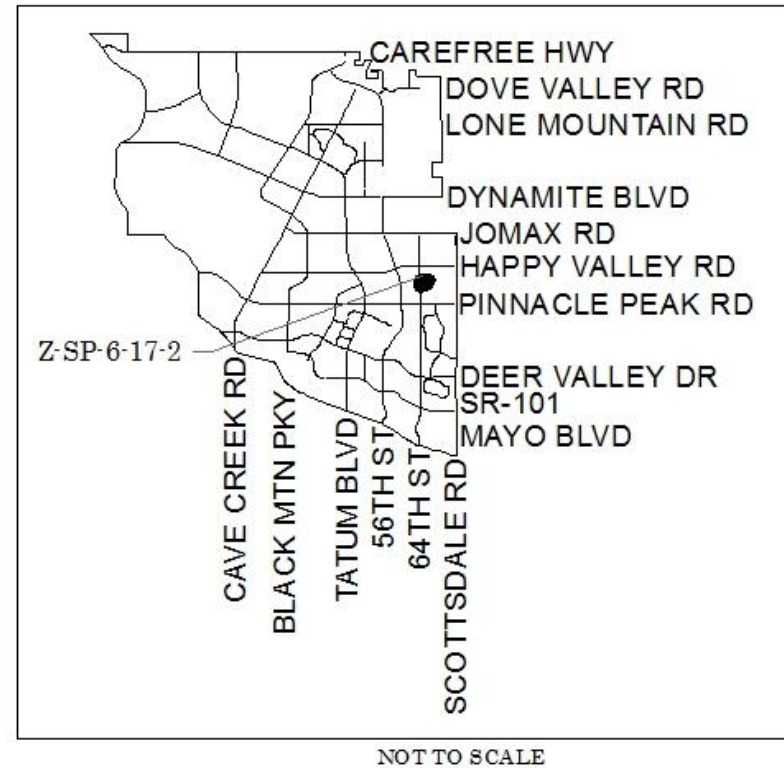 CAREFREE HWY
DOVE VALLEY RD
LONE MOUNTAIN RD
DYNAMITE BLVD
JOMAX RD
HAPPY VALLEY RD
PINNACLE PEAK RD
Z-SP-6-17-2
DEER VALLEY DR
SR-101
MAYO BLVD
CAVE CREEK RD
BLACK MTN PKY
TATUM BLVD
56TH ST
64TH ST
SCOTTSDALE RD
NOT TO SCALE